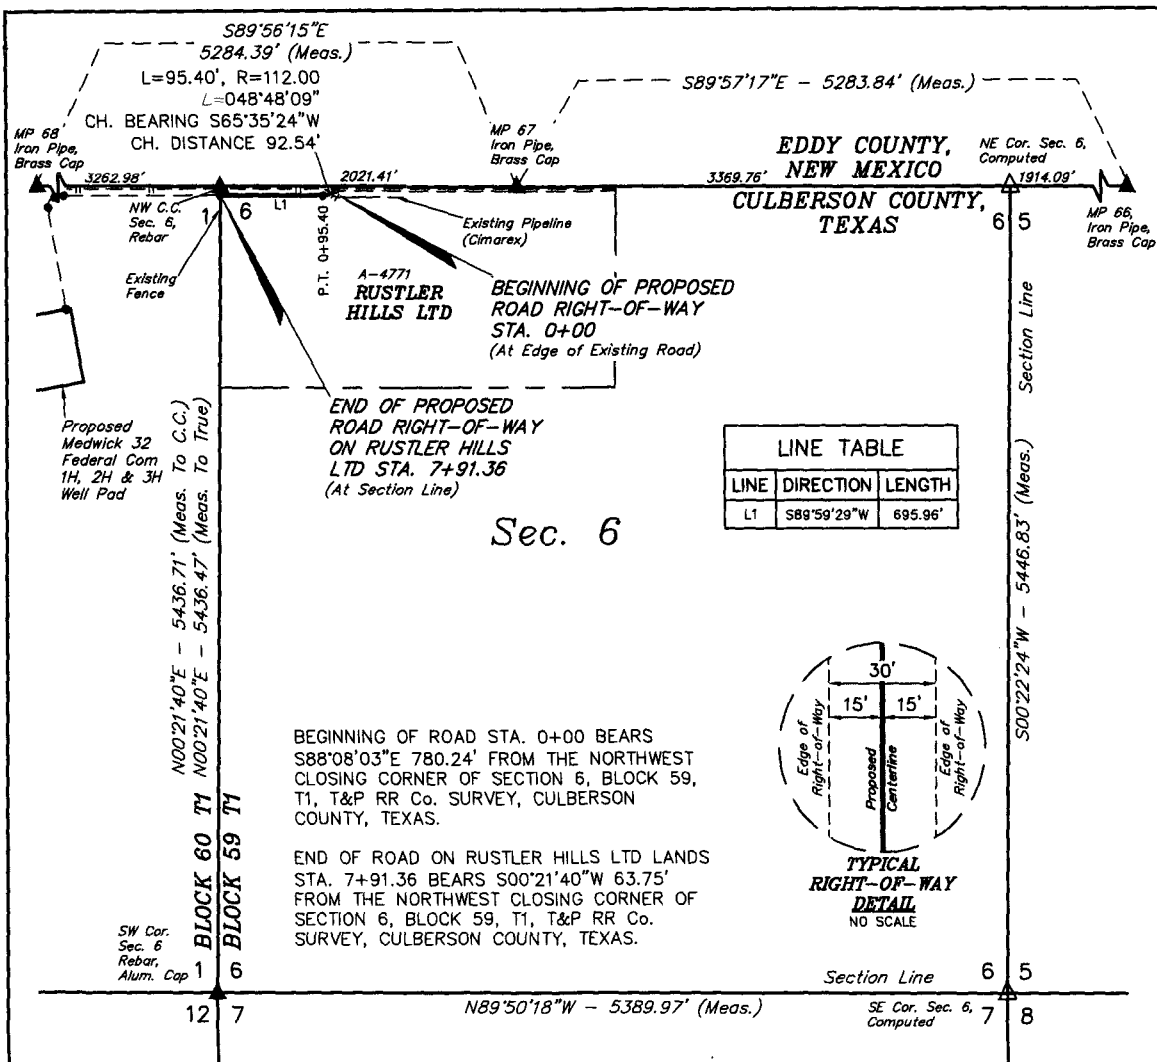 S89°56'15"E
5284.39' (Meas.)
L=95.40', R=112.00
L=048°48'09"
CH. BEARING S65°35'24"W
CH. DISTANCE 92.54'
S89°57'17"E - 5283.84' (Meas.)
MP 68
Iron Pipe,
Brass Cap
MP 67
Iron Pipe,
Brass Cap
EDDY COUNTY,
NEW MEXICO
NE Cor. Sec. 6,
Computed
3262.98'
2021.41'
3369.76'
1914.09'
CULBERSON COUNTY,
TEXAS
MP 66,
Iron Pipe,
Brass Cap
NW C.C.
Sec. 6,
Rebar
1 6
L1
P.T. 0+95.40
Existing Pipeline
(Cimarex)
6 5
Existing
Fence
A-4771
RUSTLER
HILLS LTD
BEGINNING OF PROPOSED
ROAD RIGHT-OF-WAY
STA. 0+00
(At Edge of Existing Road)
Section Line
END OF PROPOSED
ROAD RIGHT-OF-WAY
ON RUSTLER HILLS
LTD STA. 7+91.36
(At Section Line)
Proposed
Medwick 32
Federal Com
1H, 2H & 3H
Well Pad
LINE TABLE
LINE DIRECTION LENGTH
L1 S89°59'29"W 695.96'
Sec. 6
N00°21'40"E - 5436.71' (Meas. To C.C.)
N00°21'40"E - 5436.47' (Meas. To True)
S00°22'24"W - 5446.83' (Meas.)
30'
15' 15'
Edge of
Right-of-Way
Proposed
Centerline
Edge of
Right-of-Way
TYPICAL
RIGHT-OF-WAY
DETAIL
NO SCALE
BEGINNING OF ROAD STA. 0+00 BEARS
S88°08'03"E 780.24' FROM THE NORTHWEST
CLOSING CORNER OF SECTION 6, BLOCK 59,
T1, T&P RR Co. SURVEY, CULBERSON
COUNTY, TEXAS.
END OF ROAD ON RUSTLER HILLS LTD LANDS
STA. 7+91.36 BEARS S00°21'40"W 63.75'
FROM THE NORTHWEST CLOSING CORNER OF
SECTION 6, BLOCK 59, T1, T&P RR Co.
SURVEY, CULBERSON COUNTY, TEXAS.
BLOCK 60 T1
BLOCK 59 T1
SW Cor.
Sec. 6
Rebar,
Alum. Cap
1 6
12 7
N89°50'18"W - 5389.97' (Meas.)
Section Line
6 5
SE Cor. Sec. 6,
Computed
7 8